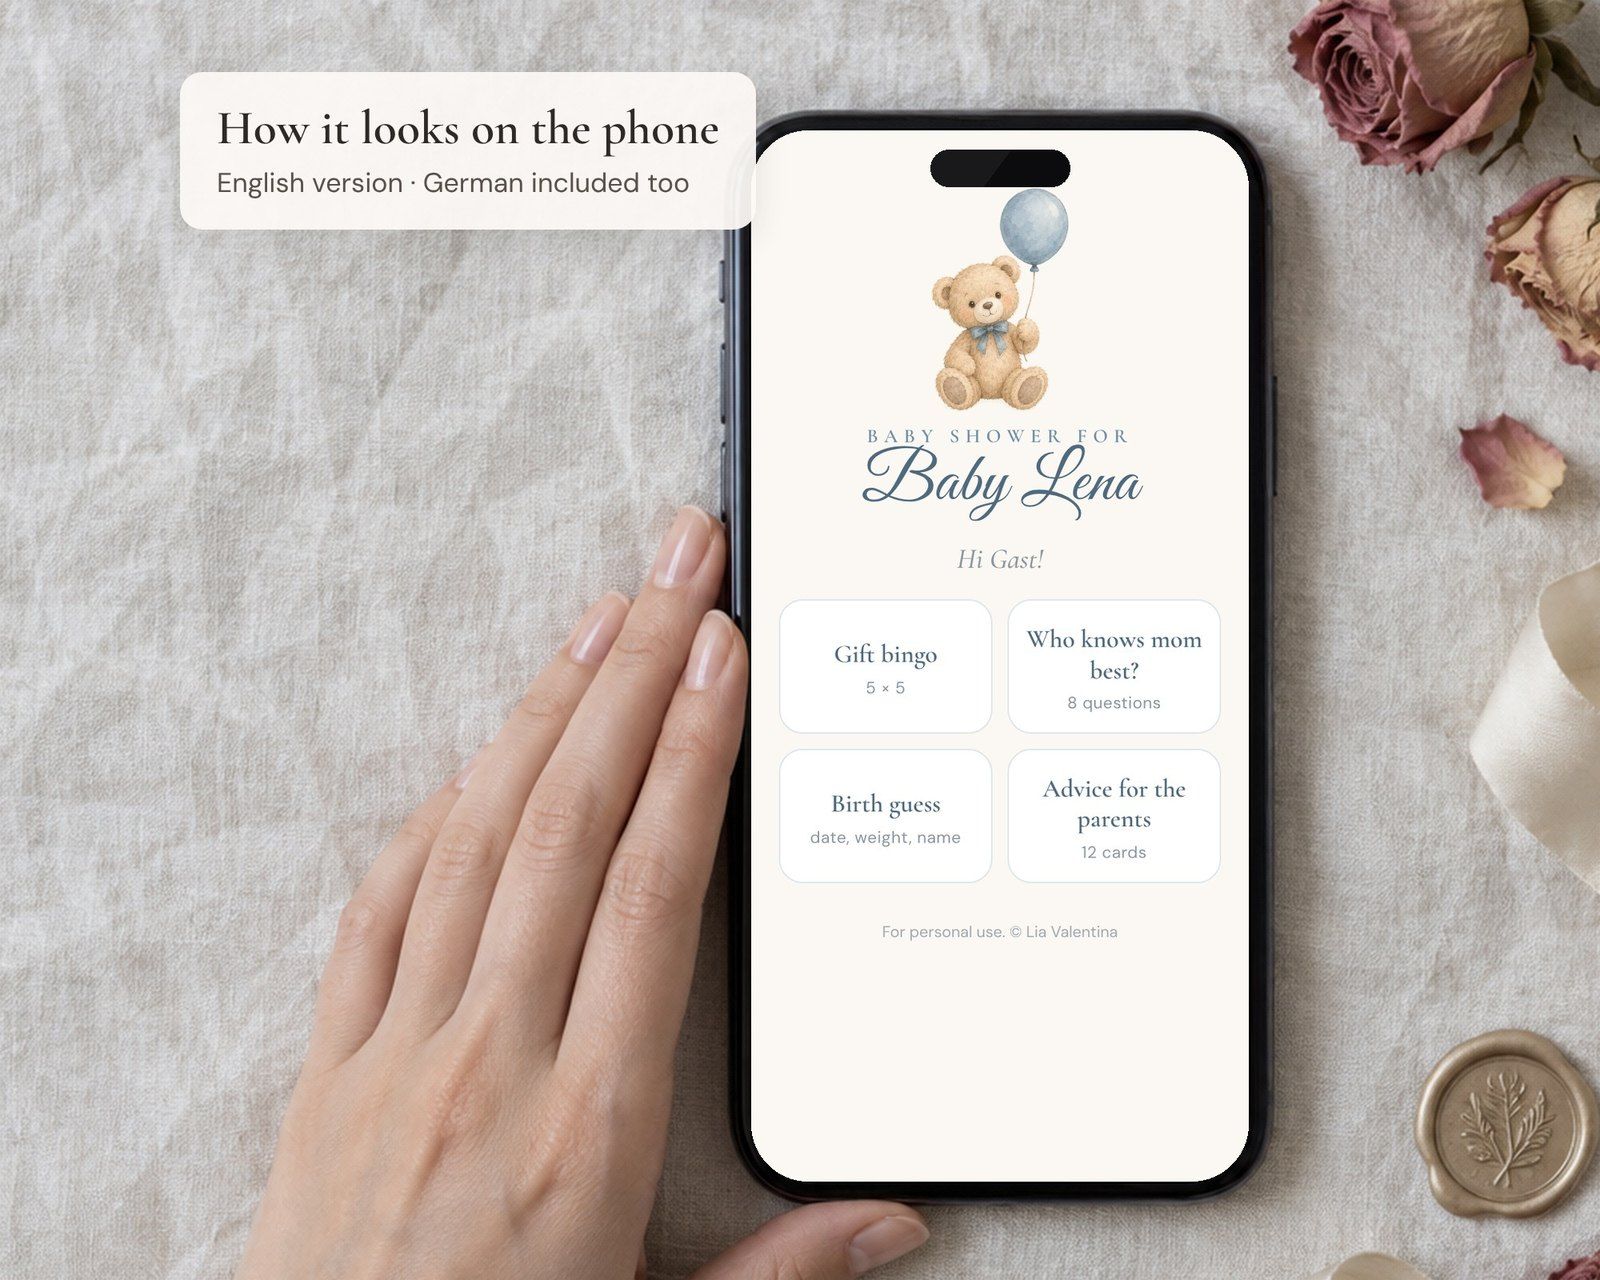 How it looks on the phone
English version · German included too
BABY SHOWER FOR
Baby Lena
Hi Gast!
Gift bingo
5 × 5
Who knows mom
best?
8 questions
Birth guess
date, weight, name
Advice for the
parents
12 cards
For personal use. © Lia Valentina